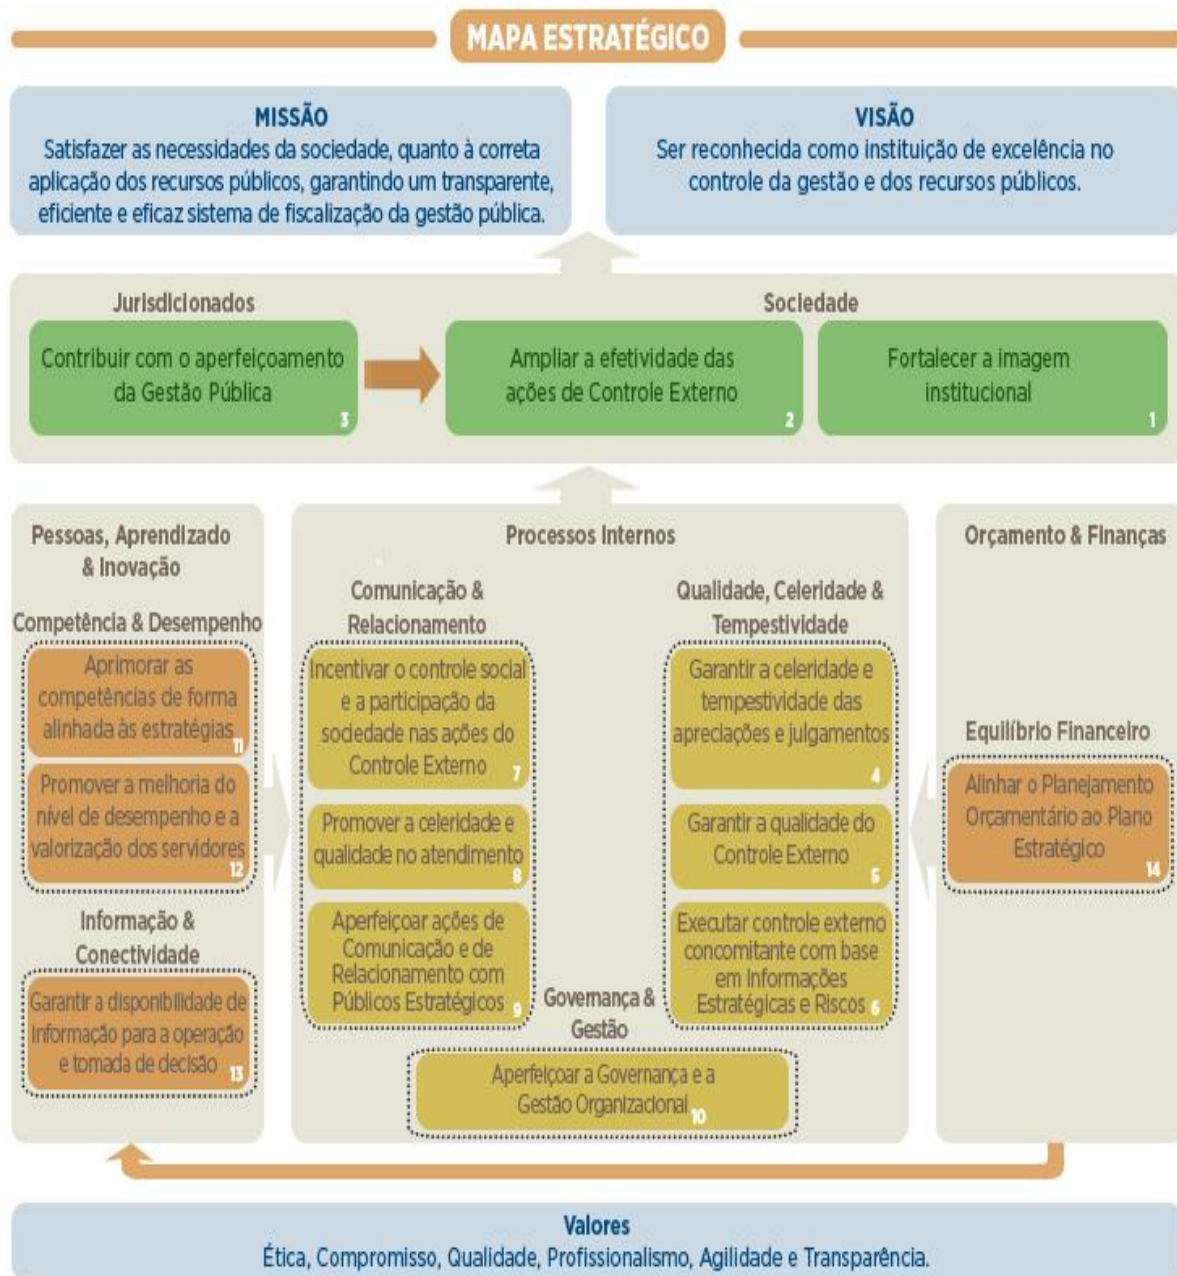 MAPA ESTRATÉGICO
MISSÃO
Satisfazer as necessidades da sociedade, quanto à correta
aplicação dos recursos públicos, garantindo um transparente,
eficiente e eficaz sistema de fiscalização da gestão pública.
VISÃO
Ser reconhecida como instituição de excelência no
controle da gestão e dos recursos públicos.
Jurisdicionados
Contribuir com o aperfeiçoamento
da Gestão Pública
3
Sociedade
Ampliar a efetividade das
ações de Controle Externo
2
Fortalecer a imagem
institucional
1
Pessoas, Aprendizado
& Inovação
Competência & Desempenho
Aprimorar as
competências de forma
alinhada às estratégias
11
Promover a melhoria do
nível de desempenho e a
valorização dos servidores
12
Informação &
Conectividade
Garantir a disponibilidade de
Informação para a operação
e tomada de decisão
13
Processos Internos
Comunicação &
Relacionamento
Incentivar o controle social
e a participação da
sociedade nas ações do
Controle Externo
7
Promover a celeridade e
qualidade no atendimento
8
Aperfeiçoar ações de
Comunicação e de
Relacionamento com
Públicos Estratégicos
9
Qualidade, Celeridade &
Tempestividade
Garantir a celeridade e
tempestividade das
apreciações e julgamentos
4
Garantir a qualidade do
Controle Externo
5
Executar controle externo
concomitante com base
em Informações
Estratégicas e Riscos
6
Governança &
Gestão
Aperfeiçoar a Governança e a
Gestão Organizacional
10
Orçamento & Finanças
Equilíbrio Financeiro
Alinhar o Planejamento
Orçamentário ao Plano
Estratégico
14
Valores
Ética, Compromisso, Qualidade, Profissionalismo, Agilidade e Transparência.